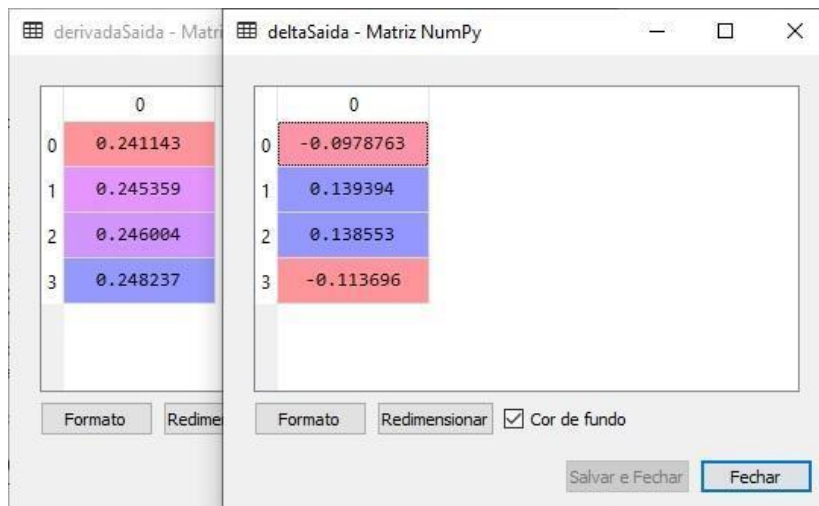 derivadaSaida - Matri
0
0 0.241143
1 0.245359
2 0.246004
3 0.248237
Formato Redime
deltaSaida - Matriz NumPy
0
0 -0.0978763
1 0.139394
2 0.138553
3 -0.113696
Formato Redimensionar Cor de fundo
Salvar e Fechar Fechar